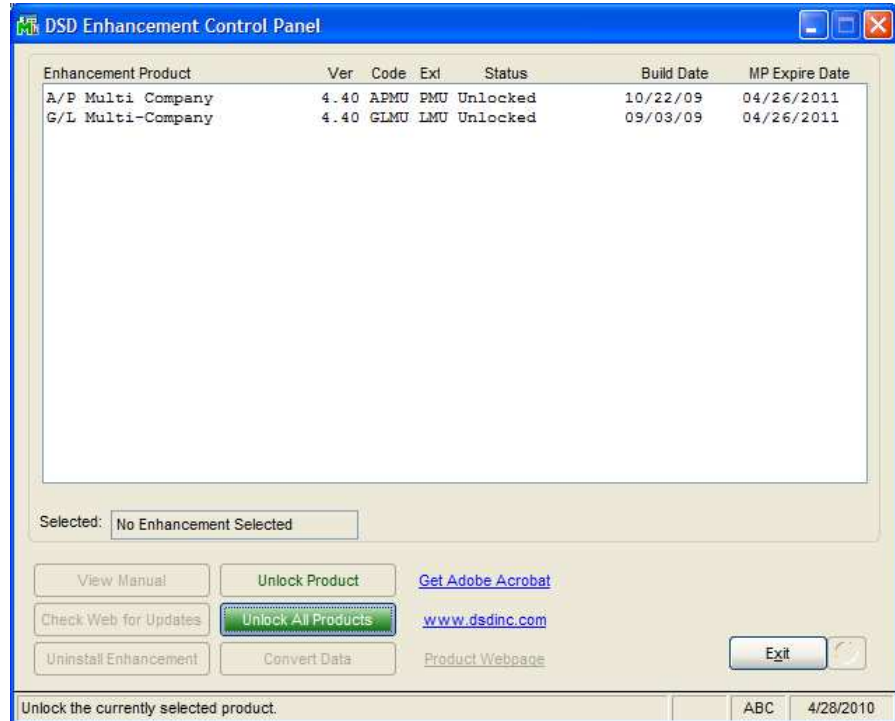 DSD Enhancement Control Panel
Enhancement Product Ver Code Ext Status Build Date MP Expire Date
A/P Multi Company 4.40 APMU PMU Unlocked 10/22/09 04/26/2011
G/L Multi-Company 4.40 GLMU LMU Unlocked 09/03/09 04/26/2011
Selected: No Enhancement Selected
View Manual Unlock Product Get Adobe Acrobat
Check Web for Updates Unlock All Products www.dsdinc.com
Uninstall Enhancement Convert Data Product Webpage Exit
Unlock the currently selected product. ABC 4/28/2010